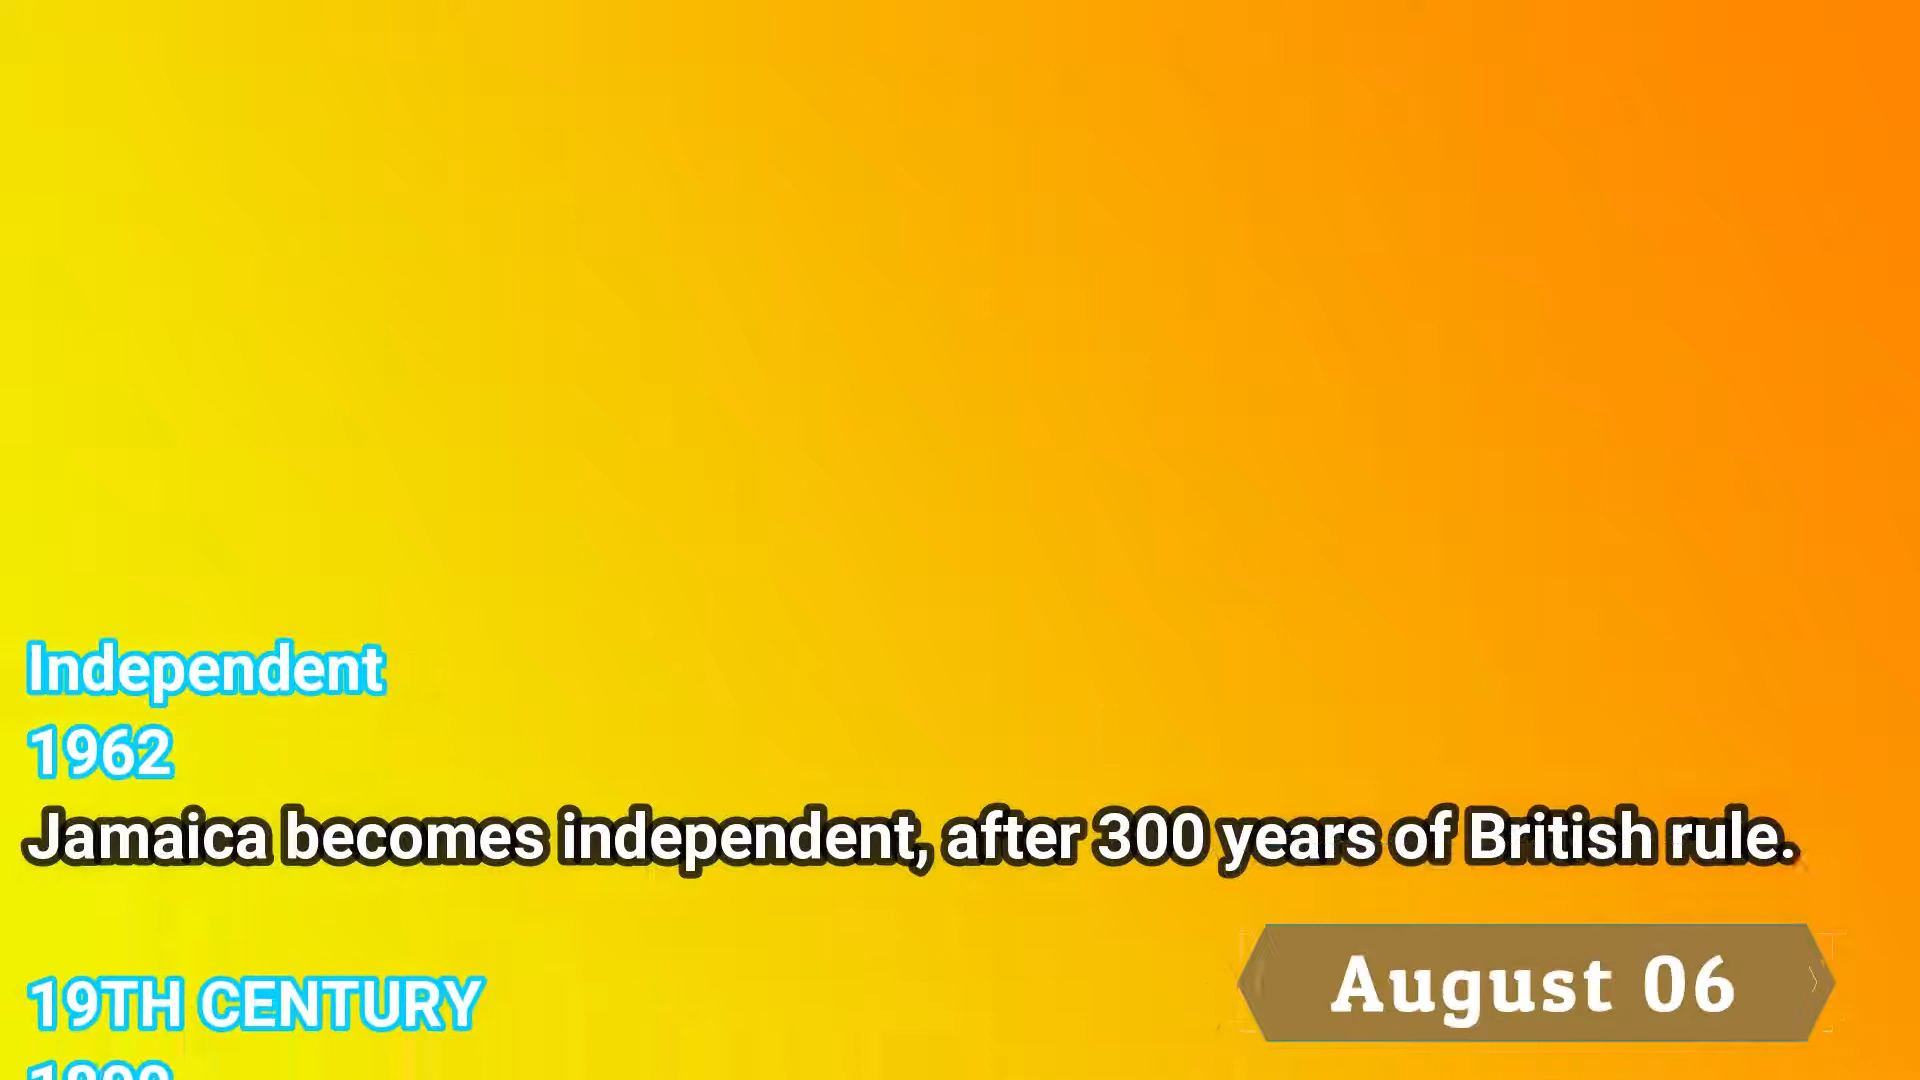 Independent
1962
Jamaica becomes independent, after 300 years of British rule.
19TH CENTURY
August 06